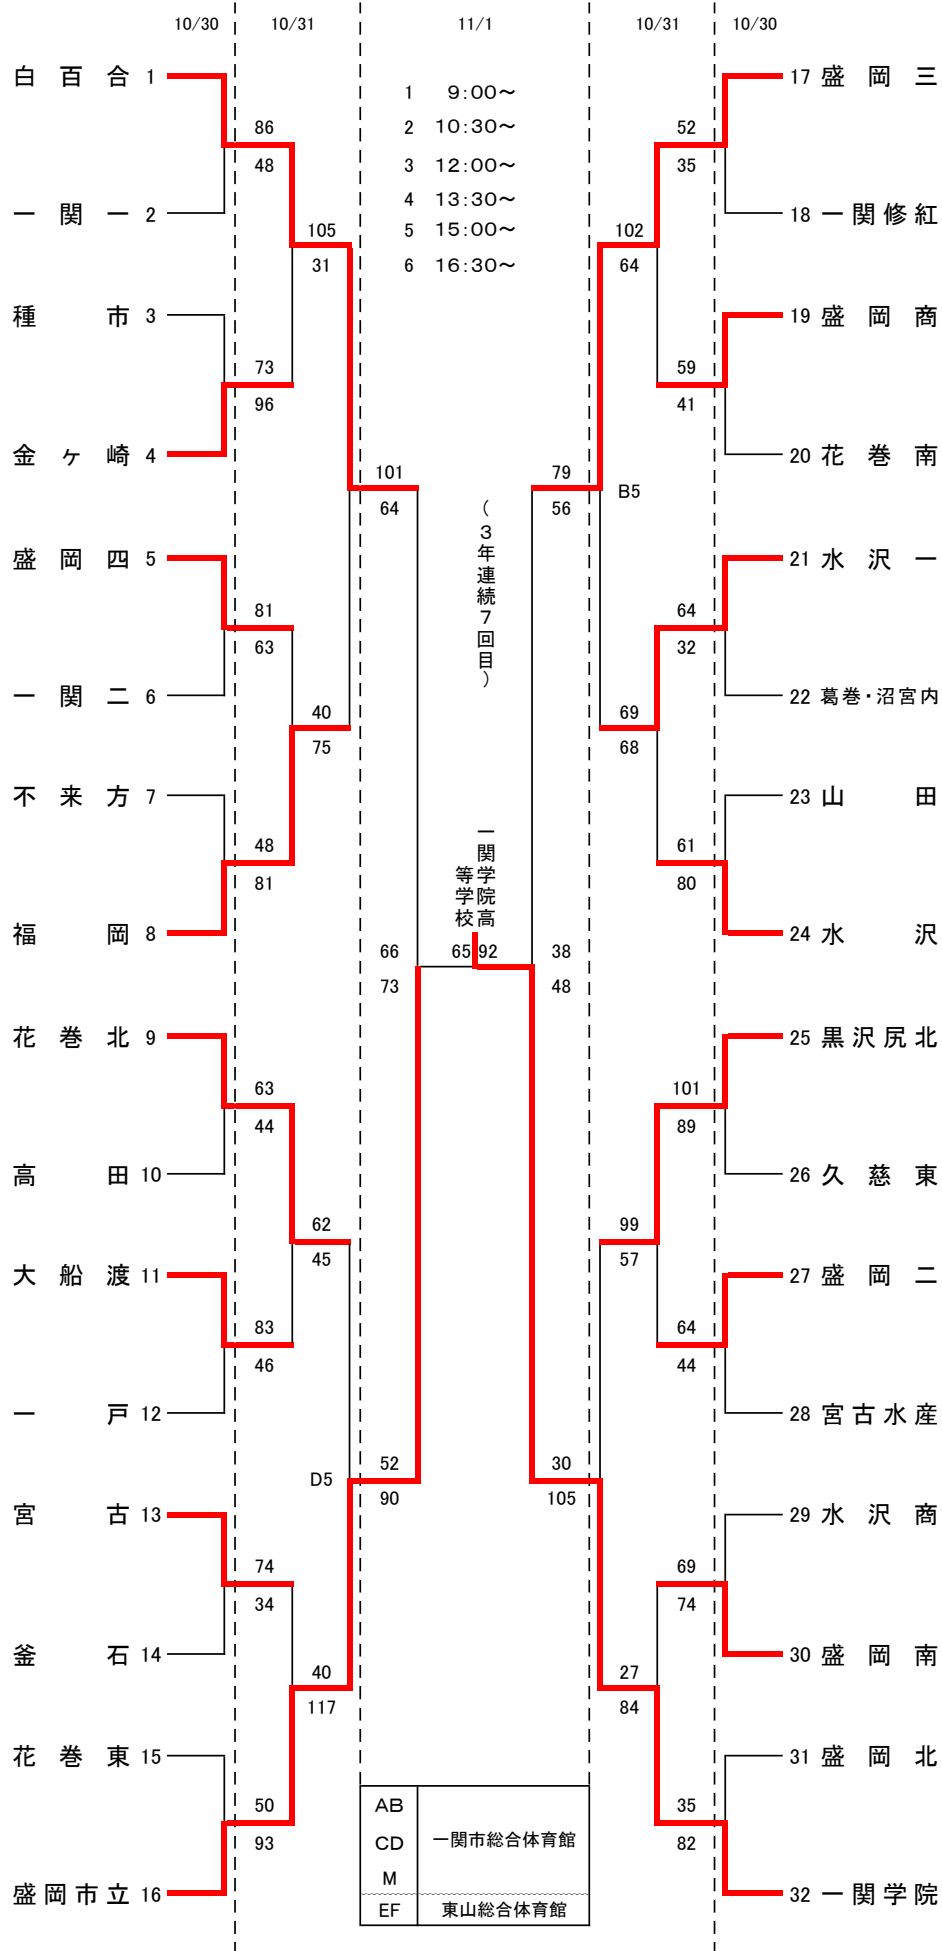 10/30 10/31 11/1 10/31 10/30
1 9:00～
2 10:30～
3 12:00～
4 13:30～
5 15:00～
6 16:30～
白百合 1
86
48
一関一 2
105
31
種市 3
73
96
金ヶ崎 4
101
64
盛岡四 5
81
63
一関二 6
40
75
不来方 7
48
81
福岡 8
66
73
花巻北 9
63
44
高田 10
62
45
大船渡 11
83
46
一戸 12
D5
52
90
宮古 13
74
34
釜石 14
40
117
花巻東 15
50
93
盛岡市立 16
（３年連続７回目）
一関学院高
等学校
65 92
17 盛岡三
52
35
18 一関修紅
102
64
19 盛岡商
59
41
20 花巻南
79
56
B5
21 水沢一
64
32
22 葛巻・沼宮内
69
68
23 山田
61
80
24 水沢
38
48
25 黒沢尻北
101
89
26 久慈東
99
57
27 盛岡二
64
44
28 宮古水産
30
105
29 水沢商
69
74
30 盛岡南
27
84
31 盛岡北
35
82
32 一関学院
AB
CD 一関市総合体育館
M
EF 東山総合体育館